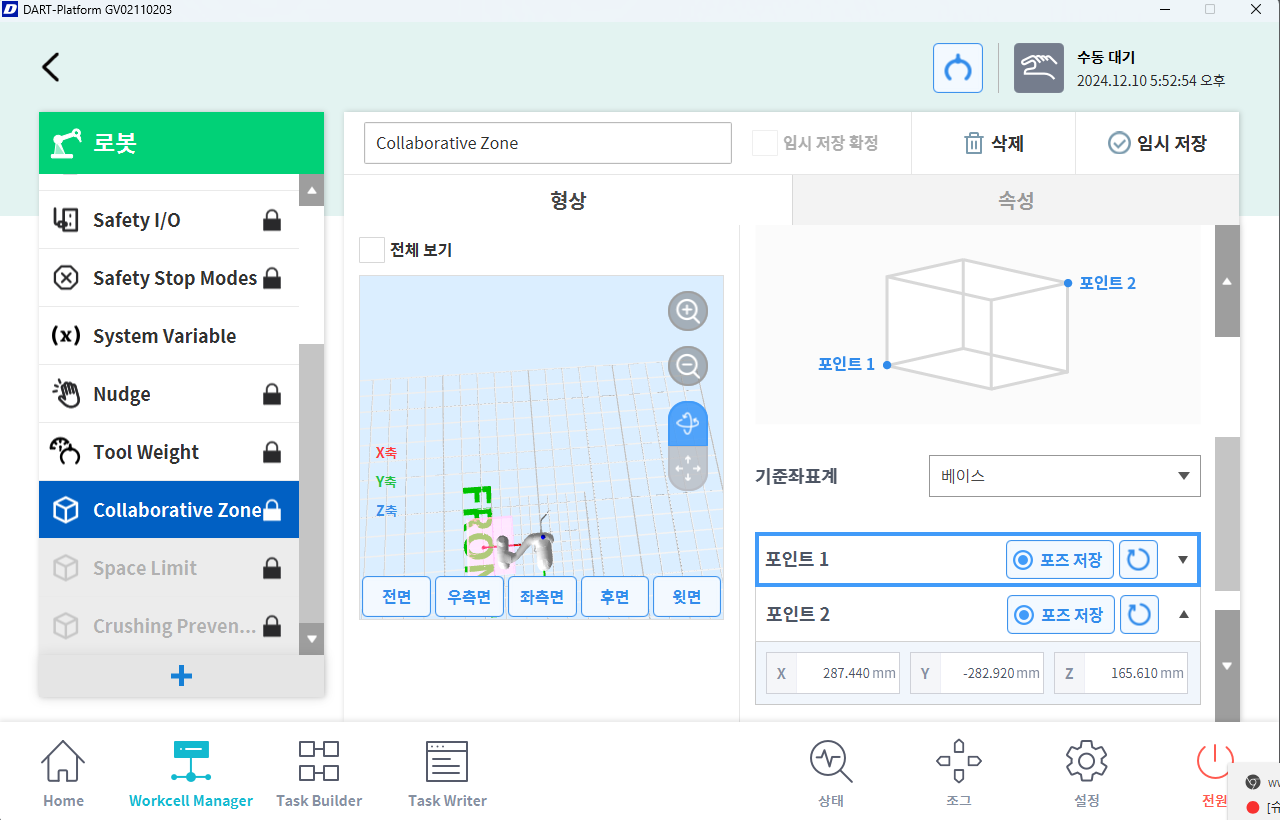 DART-Platform GV02110203
수동 대기
2024.12.10 5:52:54 오후
로봇
Safety I/O
Safety Stop Modes
System Variable
Nudge
Tool Weight
Collaborative Zone
Space Limit
Crushing Preven...
Collaborative Zone
임시 저장 확정
삭제
임시 저장
형상
속성
전체 보기
X축
Y축
Z축
FRON
전면
우측면
좌측면
후면
윗면
포인트 2
포인트 1
기준좌표계
베이스
포인트 1
포즈 저장
포인트 2
포즈 저장
X 287.440 mm
Y -282.920 mm
Z 165.610 mm
Home
Workcell Manager
Task Builder
Task Writer
상태
조그
설정
전원